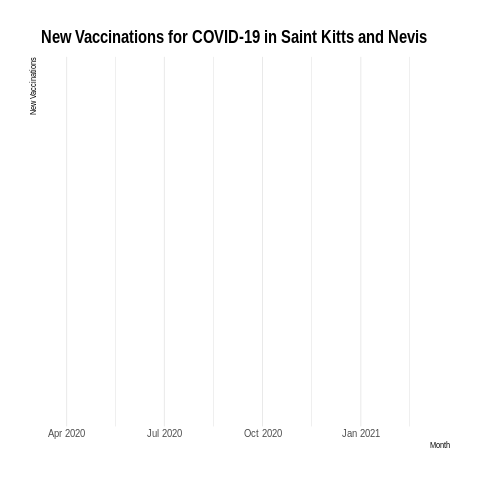 New Vaccinations for COVID-19 in Saint Kitts and Nevis
New Vaccinations
Apr 2020
Jul 2020
Oct 2020
Jan 2021
Month